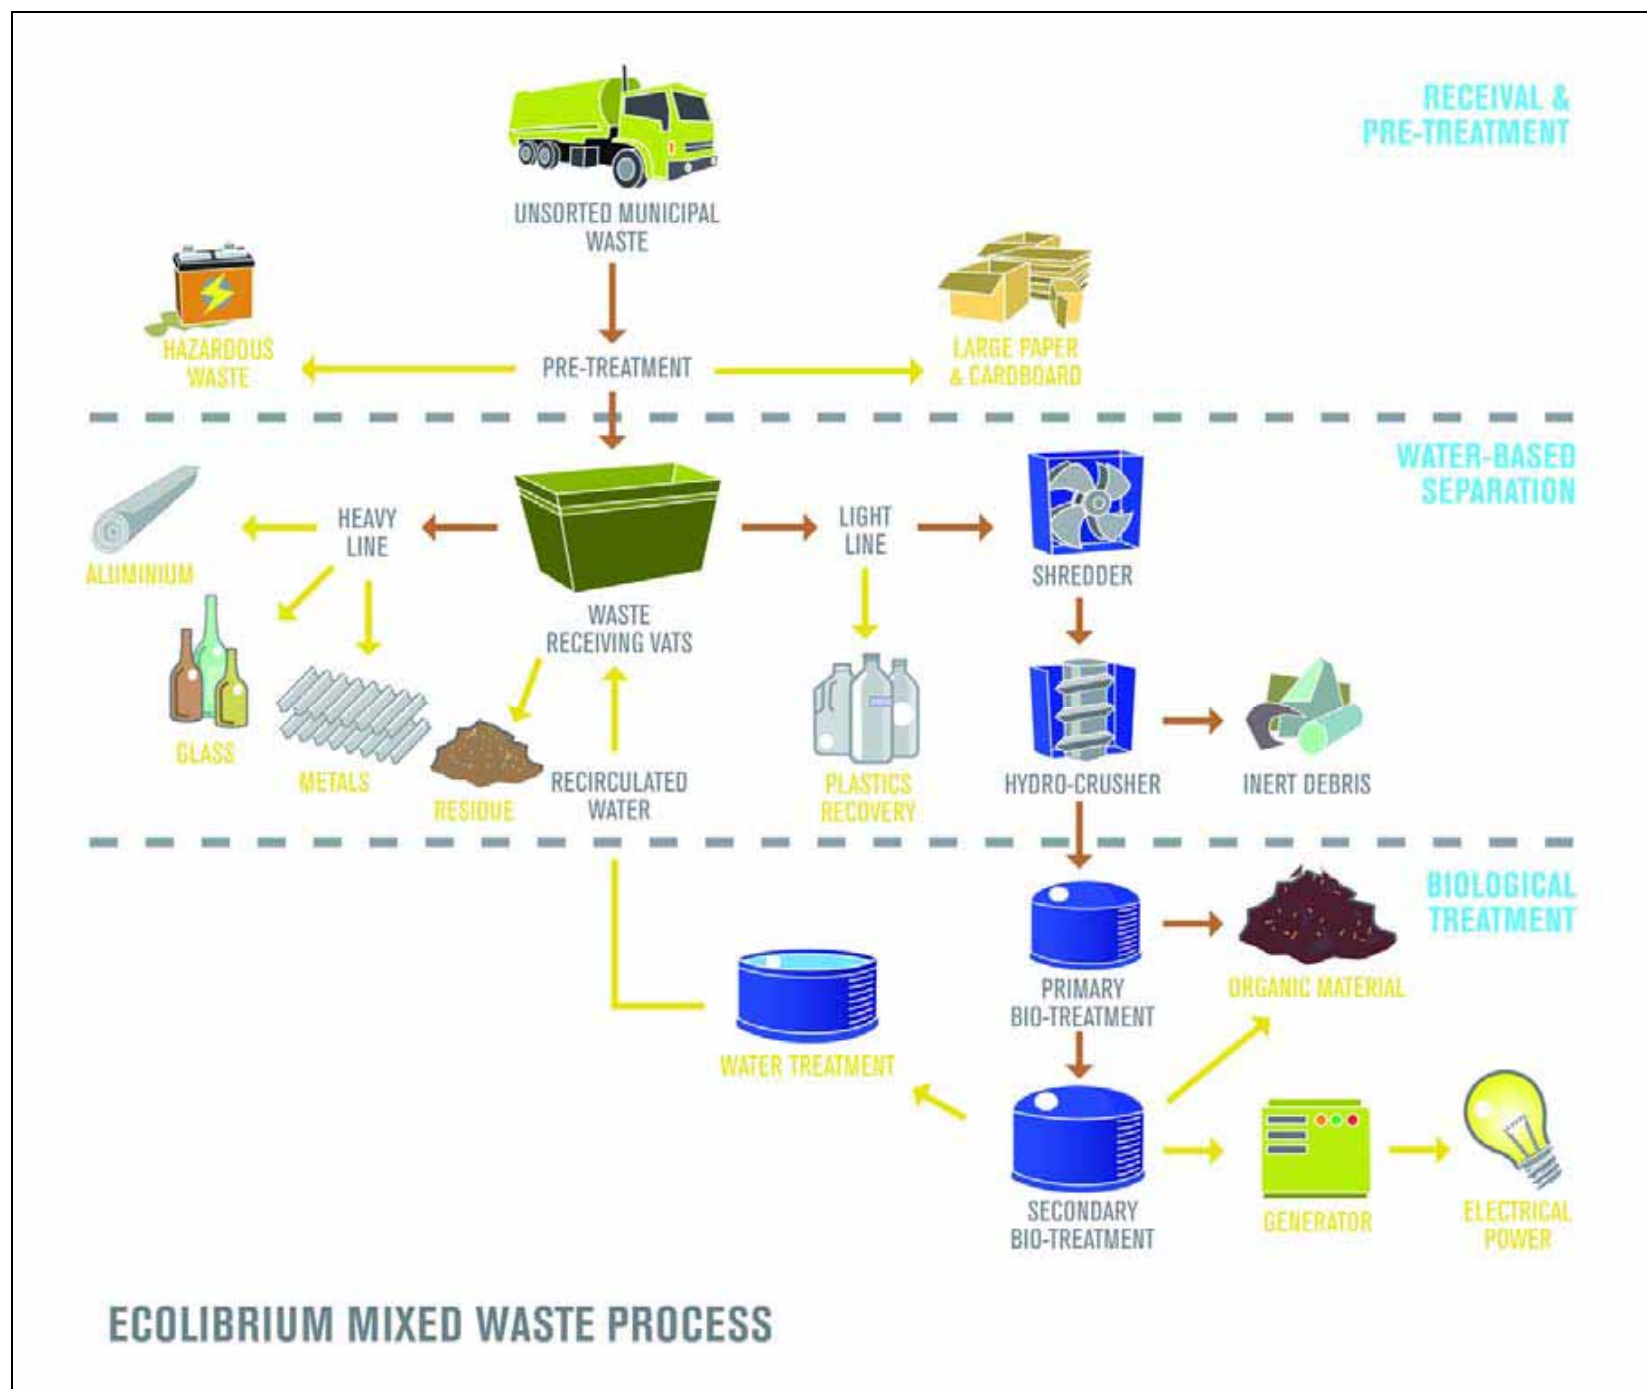 RECEIVAL &
PRE-TREATMENT
UNSORTED MUNICIPAL
WASTE
HAZARDOUS
WASTE
PRE-TREATMENT
LARGE PAPER
& CARDBOARD
WATER-BASED
SEPARATION
ALUMINIUM
HEAVY
LINE
LIGHT
LINE
SHREDDER
WASTE
RECEIVING VATS
GLASS
METALS
RESIDUE
RECIRCULATED
WATER
PLASTICS
RECOVERY
HYDRO-CRUSHER
INERT DEBRIS
BIOLOGICAL
TREATMENT
PRIMARY
BIO-TREATMENT
ORGANIC MATERIAL
WATER TREATMENT
SECONDARY
BIO-TREATMENT
GENERATOR
ELECTRICAL
POWER
ECOLIBRIUM MIXED WASTE PROCESS